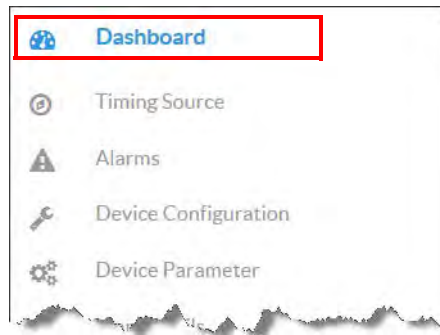 Dashboard
Timing Source
Alarms
Device Configuration
Device Parameter